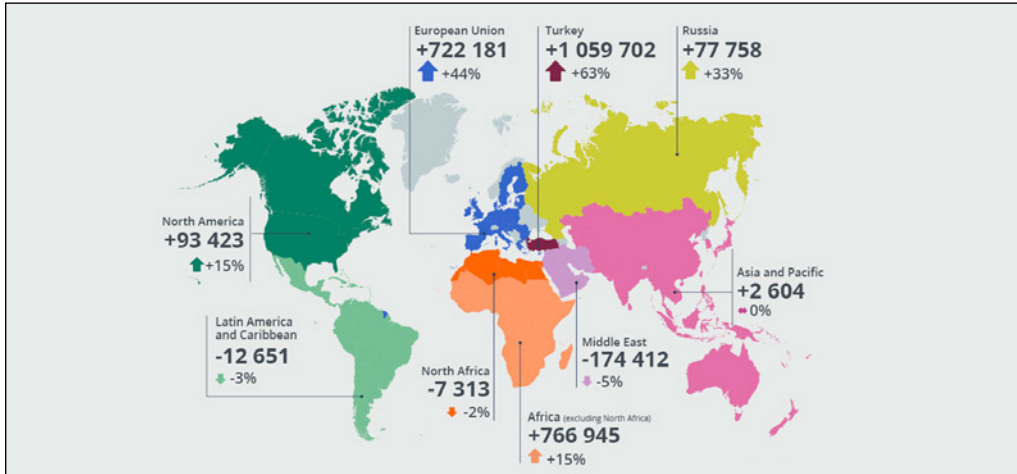 European Union
+722 181
+44%
Turkey
+1 059 702
+63%
Russia
+77 758
+33%
North America
+93 423
+15%
Asia and Pacific
+2 604
0%
Latin America
and Caribbean
-12 651
-3%
North Africa
-7 313
-2%
Middle East
-174 412
-5%
Africa (excluding North Africa)
+766 945
+15%